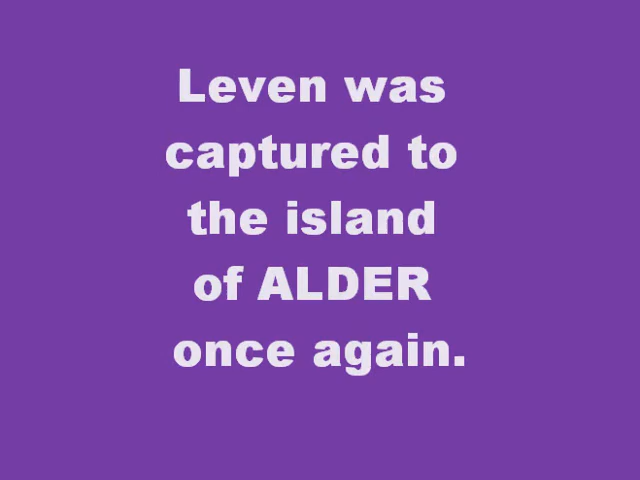 Leven was
captured to
the island
of ALDER
once again.